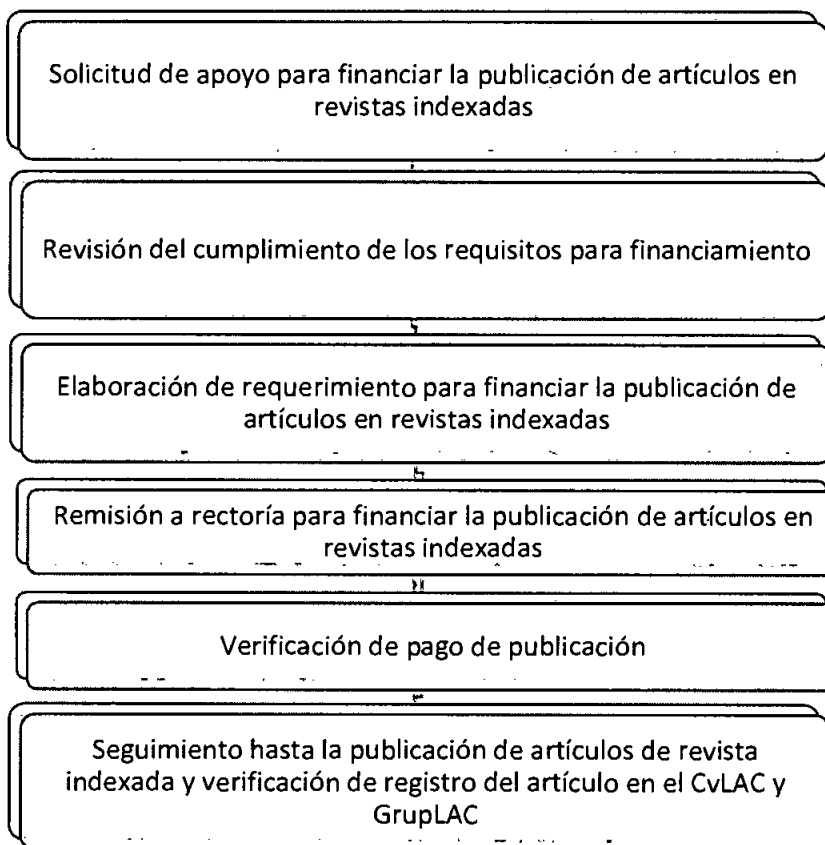 Solicitud de apoyo para financiar la publicación de artículos en
revistas indexadas
Revisión del cumplimiento de los requisitos para financiamiento
Elaboración de requerimiento para financiar la publicación de
artículos en revistas indexadas
Remisión a rectoría para financiar la publicación de artículos en
revistas indexadas
Verificación de pago de publicación
Seguimiento hasta la publicación de artículos de revista
indexada y verificación de registro del artículo en el CvLAC y
GrupLAC